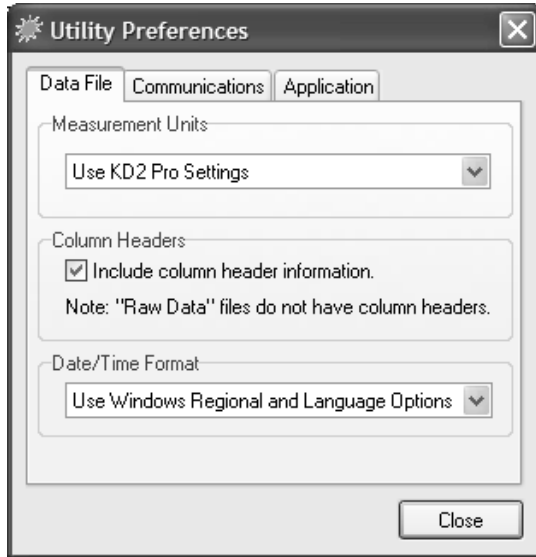 Utility Preferences
Data File Communications Application
Measurement Units
Use KD2 Pro Settings
Column Headers
Include column header information.
Note: "Raw Data" files do not have column headers.
Date/Time Format
Use Windows Regional and Language Options
Close